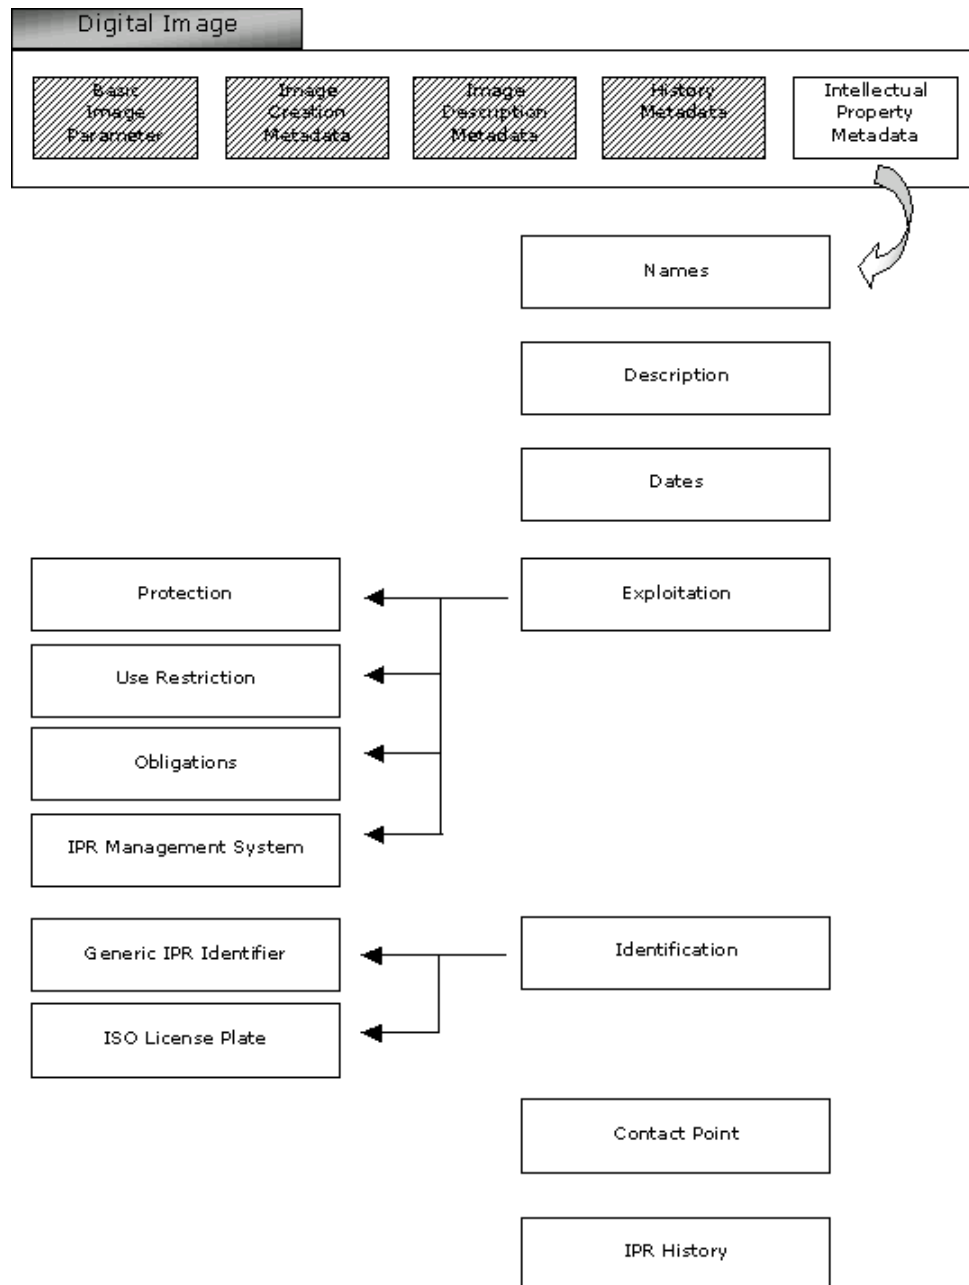 Digital Image
Basic
Image
Parameter
Image
Creation
Metadata
Image
Description
Metadata
History
Metadata
Intellectual
Property
Metadata
Names
Description
Dates
Protection
Exploitation
Use Restriction
Obligations
IPR Management System
Generic IPR Identifier
Identification
ISO License Plate
Contact Point
IPR History